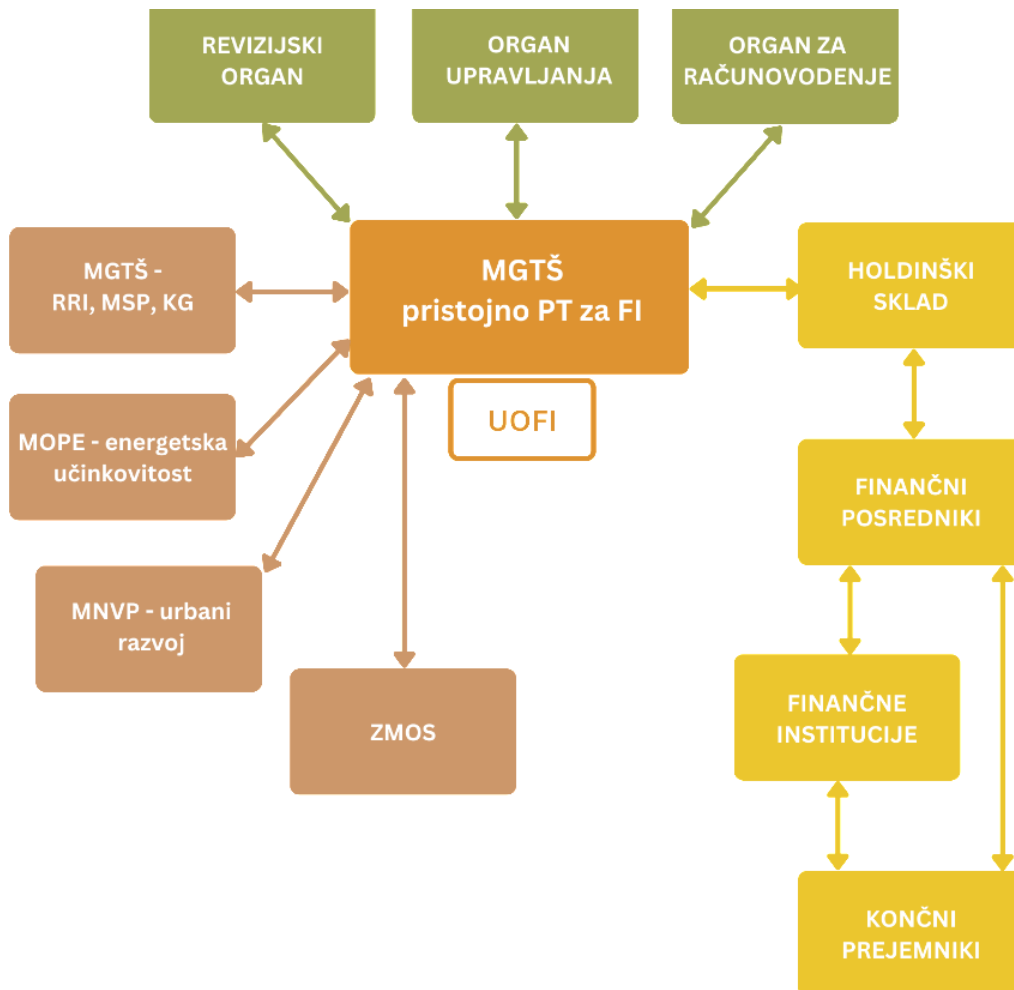 REVIZIJSKI
ORGAN
ORGAN
UPRAVLJANJA
ORGAN ZA
RAČUNOVODENJE
MGTŠ -
RRI, MSP, KG
MGTŠ
pristojno PT za FI
HOLDINŠKI
SKLAD
UOFI
MOPE - energetska
učinkovitost
FINANČNI
POSREDNIKI
MNVP - urbani
razvoj
ZMOS
FINANČNE
INSTITUCIJE
KONČNI
PREJEMNIKI